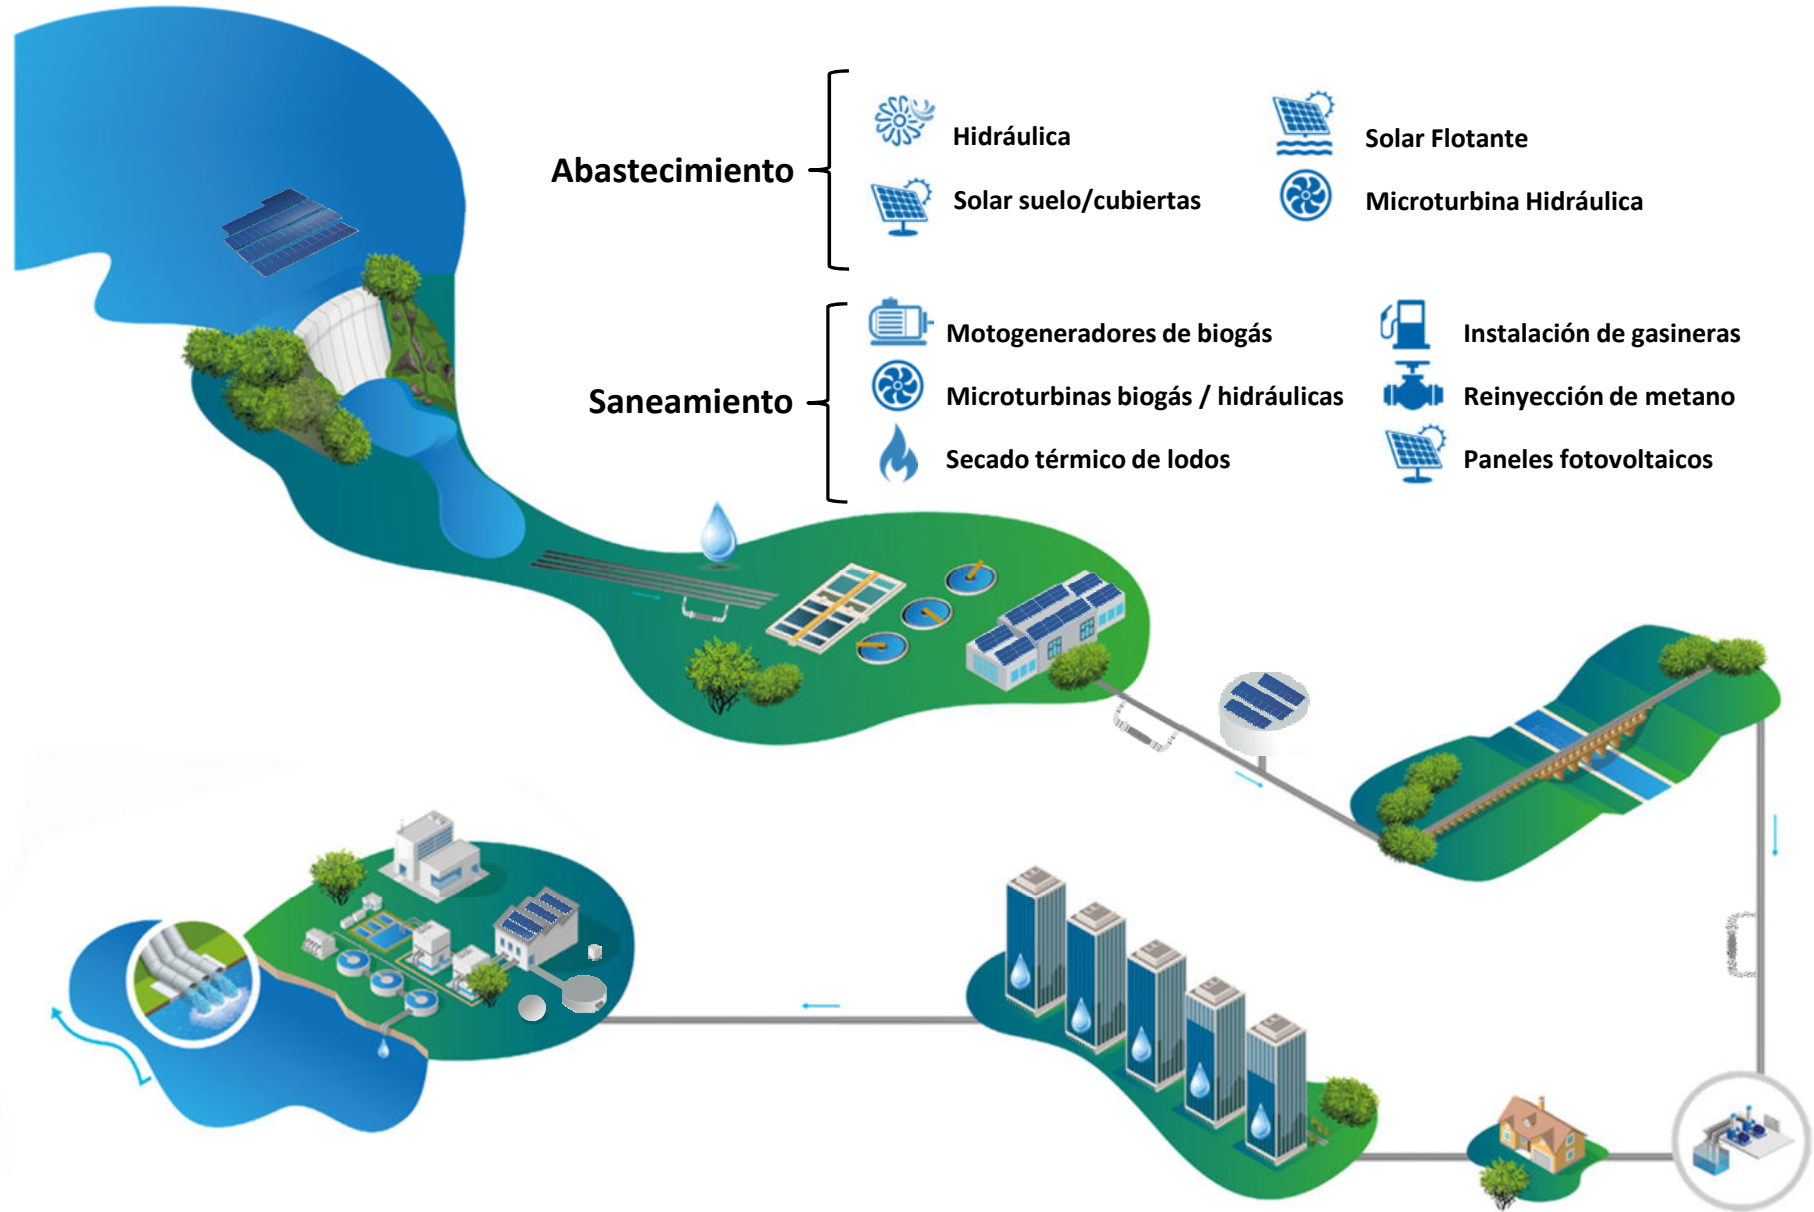 Abastecimiento
Hidráulica
Solar Flotante
Solar suelo/cubiertas
Microturbina Hidráulica
Saneamiento
Motogeneradores de biogás
Instalación de gasineras
Microturbinas biogás / hidráulicas
Reinyección de metano
Secado térmico de lodos
Paneles fotovoltaicos